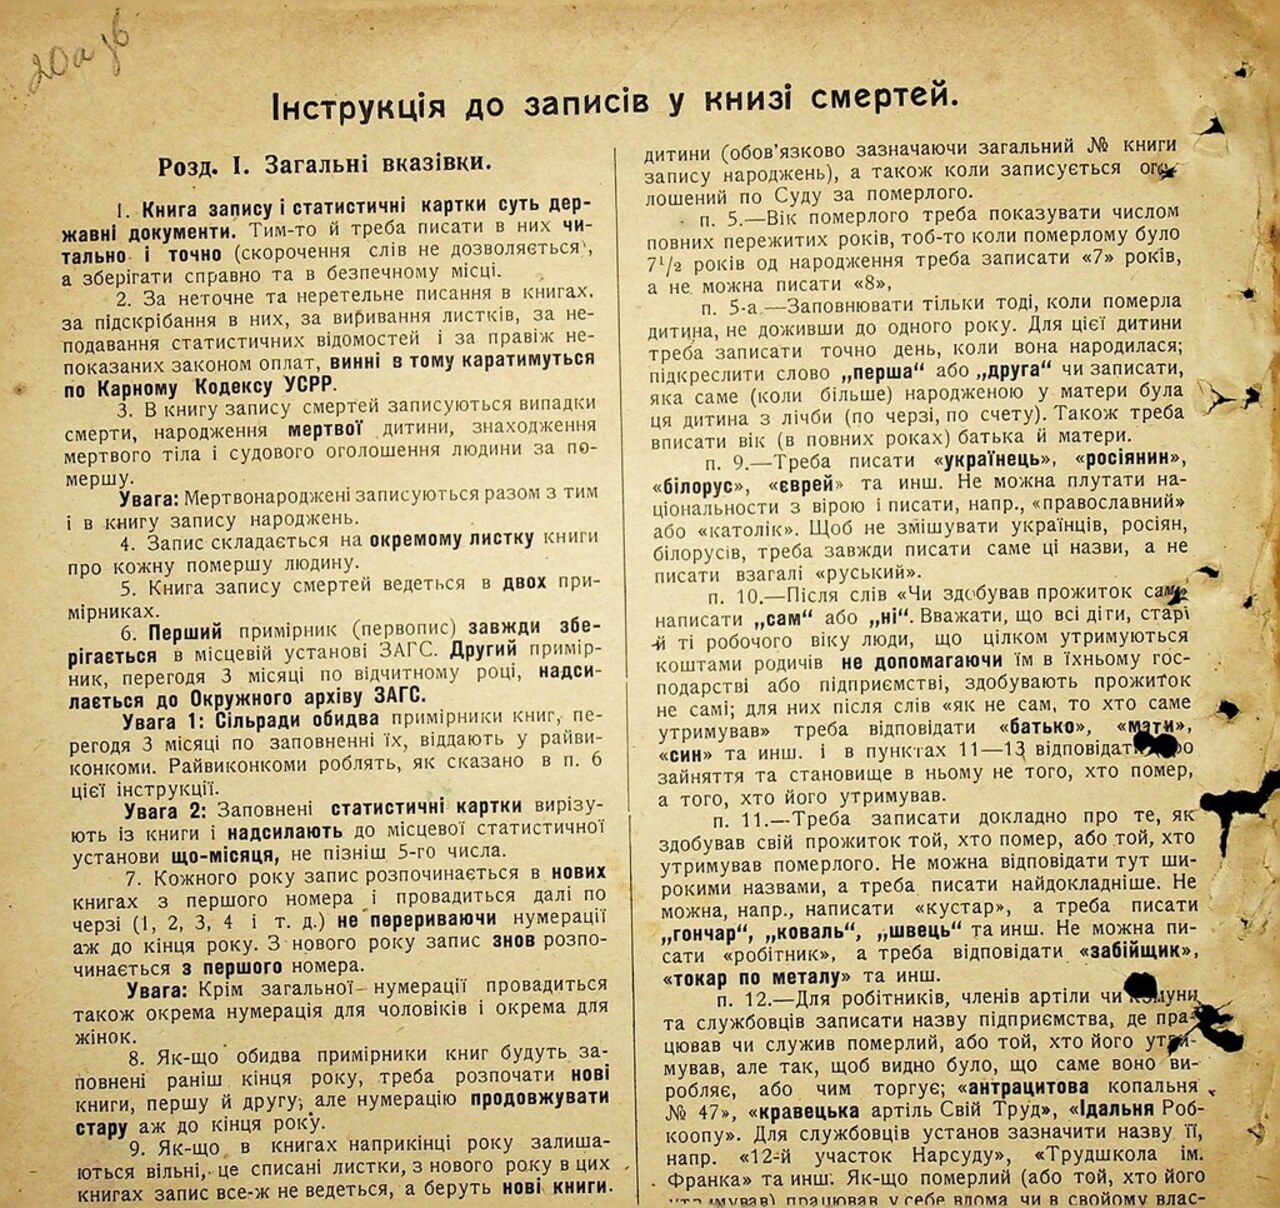 Інструкція до записів у книзі смертей.
Розд. І. Загальні вказівки.
1. Книга запису і статистичні картки суть дер-
жавні документи. Тим-то й треба писати в них чи-
тально і точно (скорочення слів не дозволяється,
а зберігати справно та в безпечному місці.
2. За неточне та неретельне писання в книгах,
за підскрібання в них, за виривання листків, за не-
подавання статистичних відомостей і за правіж не-
показаних законом оплат, винні в тому каратимуться
по Карному Кодексу УСРР.
3. В книгу запису смертей записуються випадки
смерти, народження мертвої дитини, знаходження
мертвого тіла і судового оголошення людини за по-
мершу.
Увага: Мертвонароджені записуються разом з тим
і в книгу запису народжень.
4. Запис складається на окремому листку книги
про кожну помершу людину.
5. Книга запису смертей ведеться в двох при-
мірниках.
6. Перший примірник (первопис) завжди збе-
рігається в місцевій установі ЗАГС. Другий примір-
ник, перегодя 3 місяці по відчитному році, надси-
лається до Окружного архіву ЗАГС.
Увага 1: Сільради обидва примірники книг, пе-
регодя 3 місяці по заповненні їх, віддають у райви-
конкоми. Райвиконкоми роблять, як сказано в п. 6
цієї інструкції.
Увага 2: Заповнені статистичні картки вирізу-
ють із книги і надсилають до місцевої статистичної
установи що-місяця, не пізніш 5-го числа.
7. Кожного року запис розпочинається в нових
книгах з першого номера і провадиться далі по
черзі (1, 2, 3, 4 і т. д.) не перериваючи нумерації
аж до кінця року. З нового року запис знов розпо-
чинається з першого номера.
Увага: Крім загальної нумерації провадиться
також окрема нумерація для чоловіків і окрема для
жінок.
8. Як-що обидва примірники книг будуть за-
повнені раніш кінця року, треба розпочати нові
книги, першу й другу, але нумерацію продовжувати
стару аж до кінця року.
9. Як-що в книгах наприкінці року залиша-
ються вільні, це списані листки, з нового року в цих
книгах запис все-ж не ведеться, а беруть нові книги.
дитини (обов'язково зазначаючи загальний № книги
запису народжень), а також коли записується ого-
лошений по Суду за померлого.
п. 5.—Вік померлого треба показувати числом
повних пережитих років, тоб-то коли померлому було
7½ років од народження треба записати «7» років,
а не можна писати «8»,
п. 5-а.—Заповнювати тільки тоді, коли померла
дитина, не доживши до одного року. Для цієї дитини
треба записати точно день, коли вона народилася;
підкреслити слово „перша“ або „друга“ чи записати,
яка саме (коли більше) народженою у матери була
ця дитина з лічби (по черзі, по счету). Також треба
вписати вік (в повних роках) батька й матери.
п. 9.—Треба писати «українець», «росіянин»,
«білорус», «єврей» та инш. Не можна плутати на-
ціональности з вірою і писати, напр., «православний»
або «католік». Щоб не змішувати українців, росіян,
білорусів, треба завжди писати саме ці назви, а не
писати взагалі «руський».
п. 10.—Після слів «Чи здобував прожиток сам»
написати „сам“ або „ні“. Вважати, що всі діти, старі
й ті робочого віку люди, що цілком утримуються
коштами родичів не допомагаючи їм в їхньому гос-
подарстві або підприємстві, здобувають прожиток
не самі; для них після слів «як не сам, то хто саме
утримував» треба відповідати «батько», «мати»,
«син» та инш. і в пунктах 11—13 відповідати про
зайняття та становище в ньому не того, хто помер,
а того, хто його утримував.
п. 11.—Треба записати докладно про те, як
здобував свій прожиток той, хто помер, або той, хто
утримував померлого. Не можна відповідати тут ши-
рокими назвами, а треба писати найдокладніше. Не
можна, напр., написати «кустар», а треба писати
„гончар“, „коваль“, „швець“ та инш. Не можна пи-
сати «робітник», а треба відповідати «забійщик»,
«токар по металу» та инш.
п. 12.—Для робітників, членів артіли чи комуни
та службовців записати назву підприємства, де пра-
цював чи служив померлий, або той, хто його утри-
мував, але так, щоб видно було, що саме воно ви-
робляє, або чим торгує; «антрацитова копальня
№ 47», «кравецька артіль Свій Труд», «Їдальня Роб-
коопу». Для службовців установ зазначити назву її,
напр. «12-й участок Нарсуду», «Трудшкола ім.
Франка» та инш. Як-що померлий (або той, хто його
утримував) працював у себе вдома чи в свойому влас-